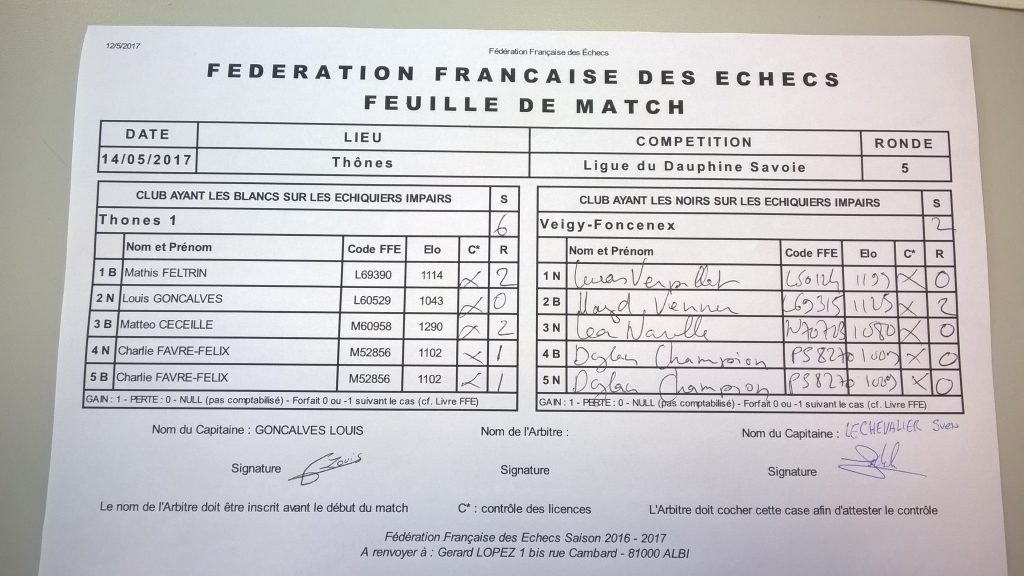 12/5/2017
Fédération Française des Échecs
FEDERATION FRANCAISE DES ECHECS
FEUILLE DE MATCH
DATE LIEU COMPETITION RONDE
14/05/2017 Thônes Ligue du Dauphine Savoie 5
CLUB AYANT LES BLANCS SUR LES ECHIQUIERS IMPAIRS S
Thones 1 6
Nom et Prénom Code FFE Elo C* R
1 B Mathis FELTRIN L69390 1114 X 2
2 N Louis GONCALVES L60529 1043 X 0
3 B Matteo CECEILLE M60958 1290 X 2
4 N Charlie FAVRE-FELIX M52856 1102 X 1
5 B Charlie FAVRE-FELIX M52856 1102 X 1
GAIN : 1 - PERTE : 0 - NULL (pas comptabilisé) - Forfait 0 ou -1 suivant le cas (cf. Livre FFE)
CLUB AYANT LES NOIRS SUR LES ECHIQUIERS IMPAIRS S
Veigy-Foncenex 2
Nom et Prénom Code FFE Elo C* R
1 N Lucas L50124 X 0
2 B L69315 1125 X 2
3 N Lea 1080 X 0
4 B Dylan Champion P58270 1009 X 0
5 N Dylan Champion P58270 1009 X 0
GAIN : 1 - PERTE : 0 - NULL (pas comptabilisé) - Forfait 0 ou -1 suivant le cas (cf. Livre FFE)
Nom du Capitaine : GONCALVES LOUIS Nom de l'Arbitre : Nom du Capitaine : LECHEVALIER Sven
Signature Louis Signature Signature
Le nom de l'Arbitre doit être inscrit avant le début du match C* : contrôle des licences L'Arbitre doit cocher cette case afin d'attester le contrôle
Fédération Française des Echecs Saison 2016 - 2017
A renvoyer à : Gerard LOPEZ 1 bis rue Cambard - 81000 ALBI